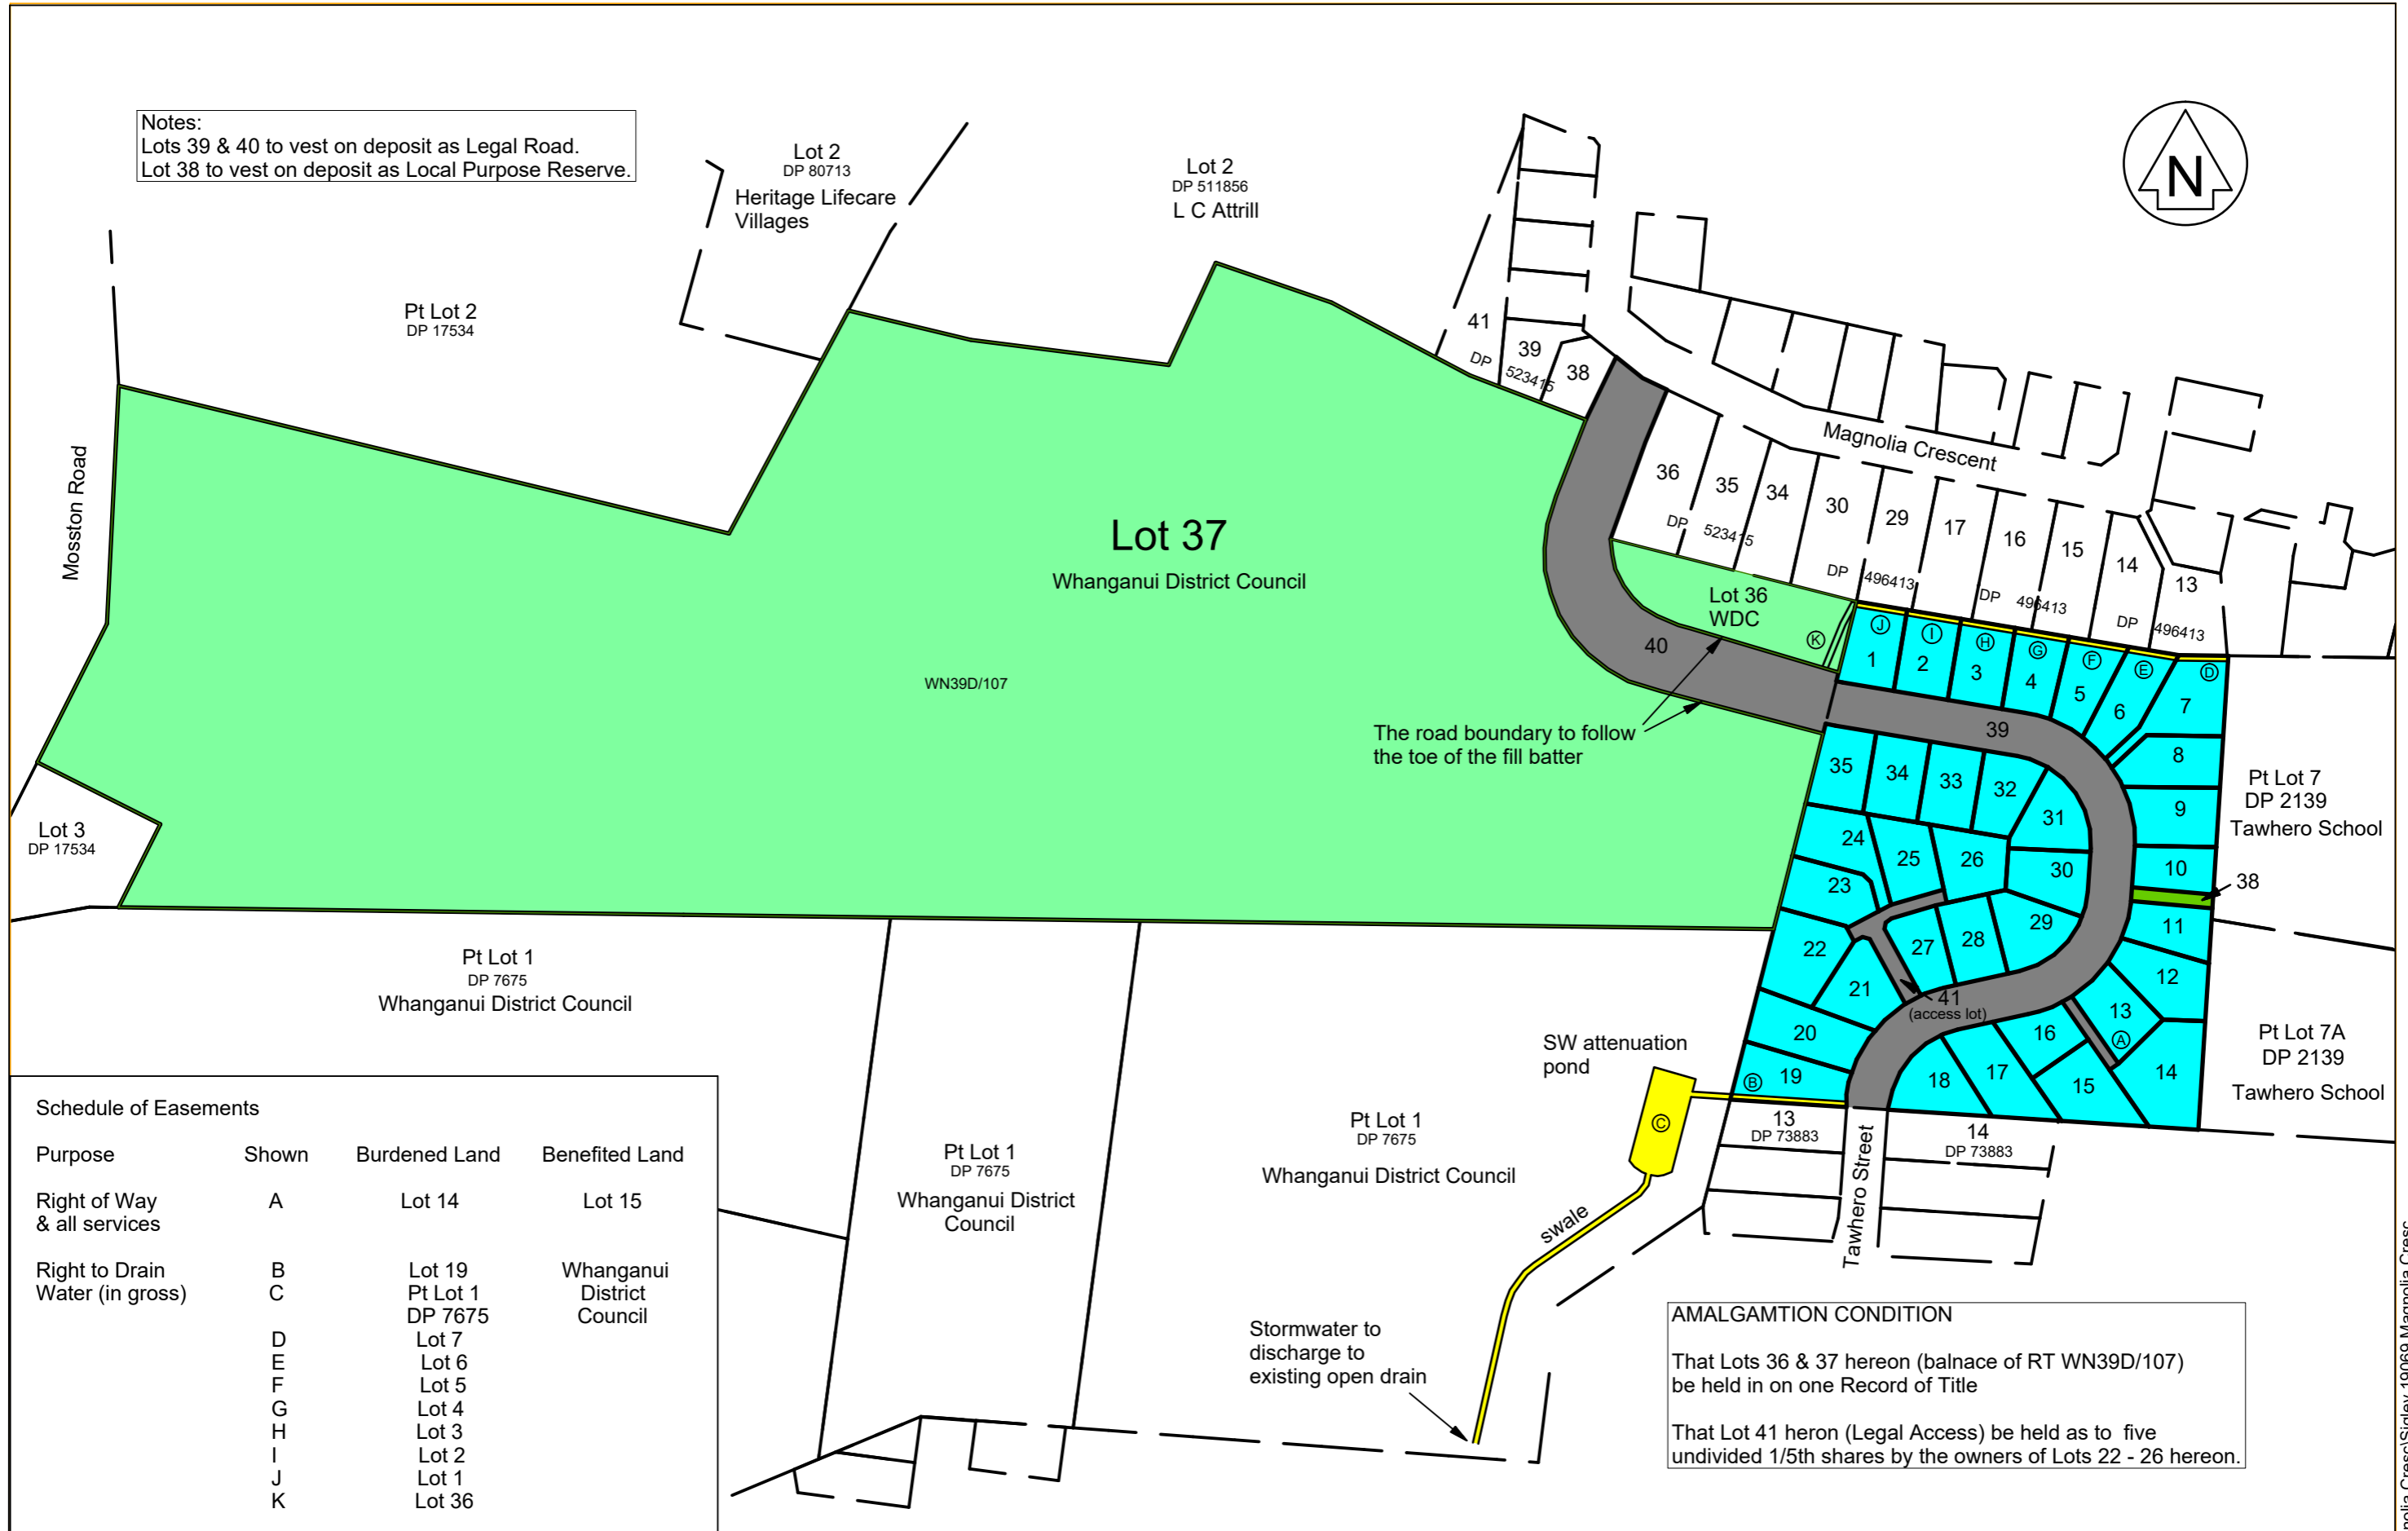 Notes:
Lots 39 & 40 to vest on deposit as Legal Road.
Lot 38 to vest on deposit as Local Purpose Reserve.
Lot 2
DP 80713
Heritage Lifecare
Villages
Lot 2
DP 511856
L C Attrill
N
Pt Lot 2
DP 17534
41
39
38
DP 523415
Magnolia Crescent
36
35
34
30
29
17
16
15
14
13
DP 523415
DP 496413
DP 496413
DP 496413
Mosston Road
Lot 37
Whanganui District Council
WN39D/107
Lot 36
WDC
K
40
J
I
H
G
F
E
D
1
2
3
4
5
6
7
39
The road boundary to follow
the toe of the fill batter
8
9
10
38
11
12
13
A
14
15
16
17
18
35
34
33
32
31
30
29
24
25
26
23
22
27
28
21
41
(access lot)
20
B
19
Pt Lot 7
DP 2139
Tawhero School
Pt Lot 7A
DP 2139
Tawhero School
Lot 3
DP 17534
Pt Lot 1
DP 7675
Whanganui District Council
Pt Lot 1
DP 7675
Whanganui District
Council
Pt Lot 1
DP 7675
Whanganui District Council
SW attenuation
pond
C
swale
Stormwater to
discharge to
existing open drain
13
DP 73883
14
DP 73883
Tawhero Street
Schedule of Easements
Purpose Shown Burdened Land Benefited Land
Right of Way A Lot 14 Lot 15
& all services
Right to Drain B Lot 19 Whanganui
Water (in gross) C Pt Lot 1 District
DP 7675 Council
D Lot 7
E Lot 6
F Lot 5
G Lot 4
H Lot 3
I Lot 2
J Lot 1
K Lot 36
AMALGAMTION CONDITION
That Lots 36 & 37 hereon (balnace of RT WN39D/107)
be held in on one Record of Title
That Lot 41 heron (Legal Access) be held as to five
undivided 1/5th shares by the owners of Lots 22 - 26 hereon.
Cresc\Sigley 19069 Magnolia Cresc